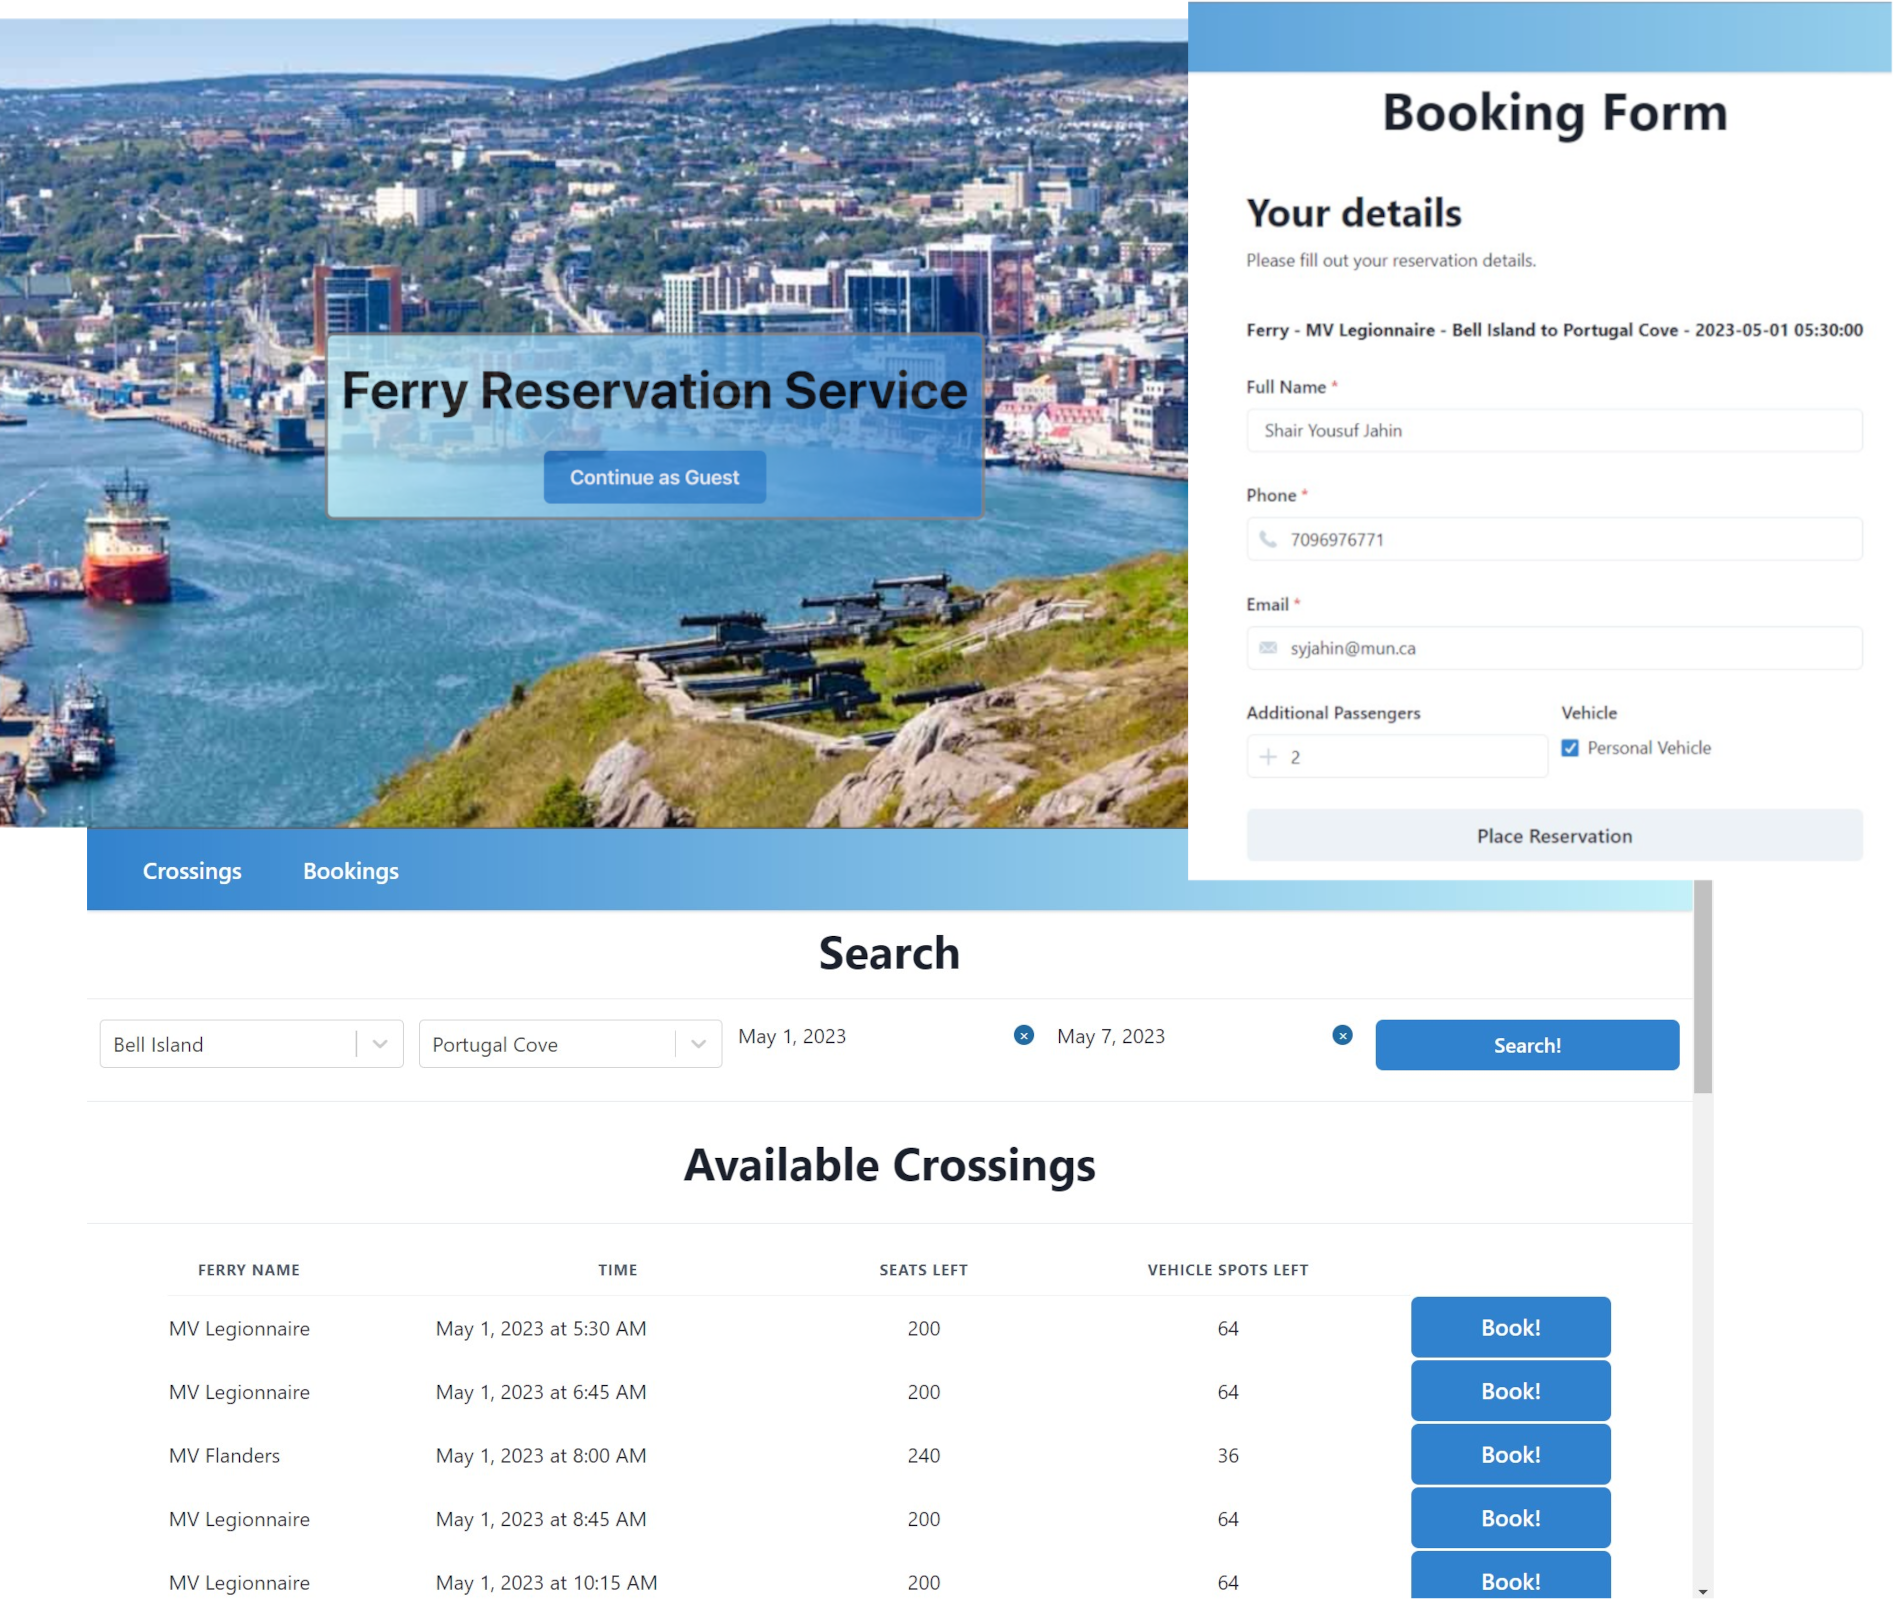 Ferry Reservation Service
Continue as Guest
Booking Form
Your details
Please fill out your reservation details.
Ferry - MV Legionnaire - Bell Island to Portugal Cove - 2023-05-01 05:30:00
Full Name *
Shair Yousuf Jahin
Phone *
7096976771
Email *
syjahin@mun.ca
Additional Passengers Vehicle
2 Personal Vehicle
Place Reservation
Crossings Bookings
Search
Bell Island Portugal Cove May 1, 2023 May 7, 2023 Search!
Available Crossings
FERRY NAME TIME SEATS LEFT VEHICLE SPOTS LEFT
MV Legionnaire May 1, 2023 at 5:30 AM 200 64 Book!
MV Legionnaire May 1, 2023 at 6:45 AM 200 64 Book!
MV Flanders May 1, 2023 at 8:00 AM 240 36 Book!
MV Legionnaire May 1, 2023 at 8:45 AM 200 64 Book!
MV Legionnaire May 1, 2023 at 10:15 AM 200 64 Book!